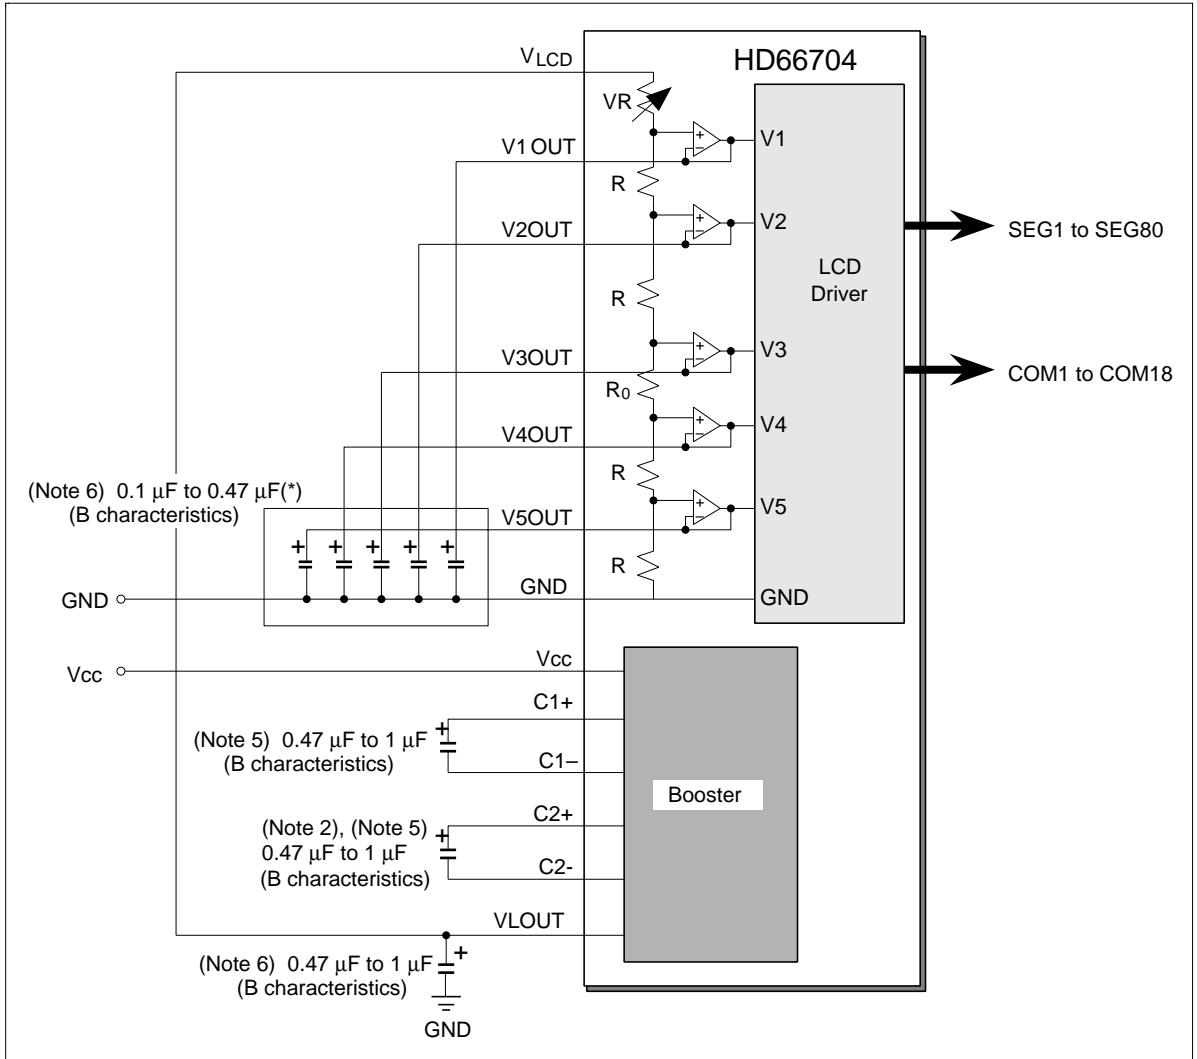 HD66704
VLCD
VR
V1OUT
V1
R
V2OUT
V2
SEG1 to SEG80
LCD
Driver
R
V3OUT
V3
COM1 to COM18
R0
V4OUT
V4
R
(Note 6) 0.1 μF to 0.47 μF(*)
(B characteristics)
V5OUT
V5
+ + + + +
R
GND
GND
GND
Vcc
Vcc
C1+
(Note 5) 0.47 μF to 1 μF
(B characteristics)
+
C1–
Booster
C2+
(Note 2), (Note 5)
0.47 μF to 1 μF
(B characteristics)
+
C2-
VLOUT
(Note 6) 0.47 μF to 1 μF
(B characteristics)
+
GND
+
–
+
–
+
–
+
–
+
–